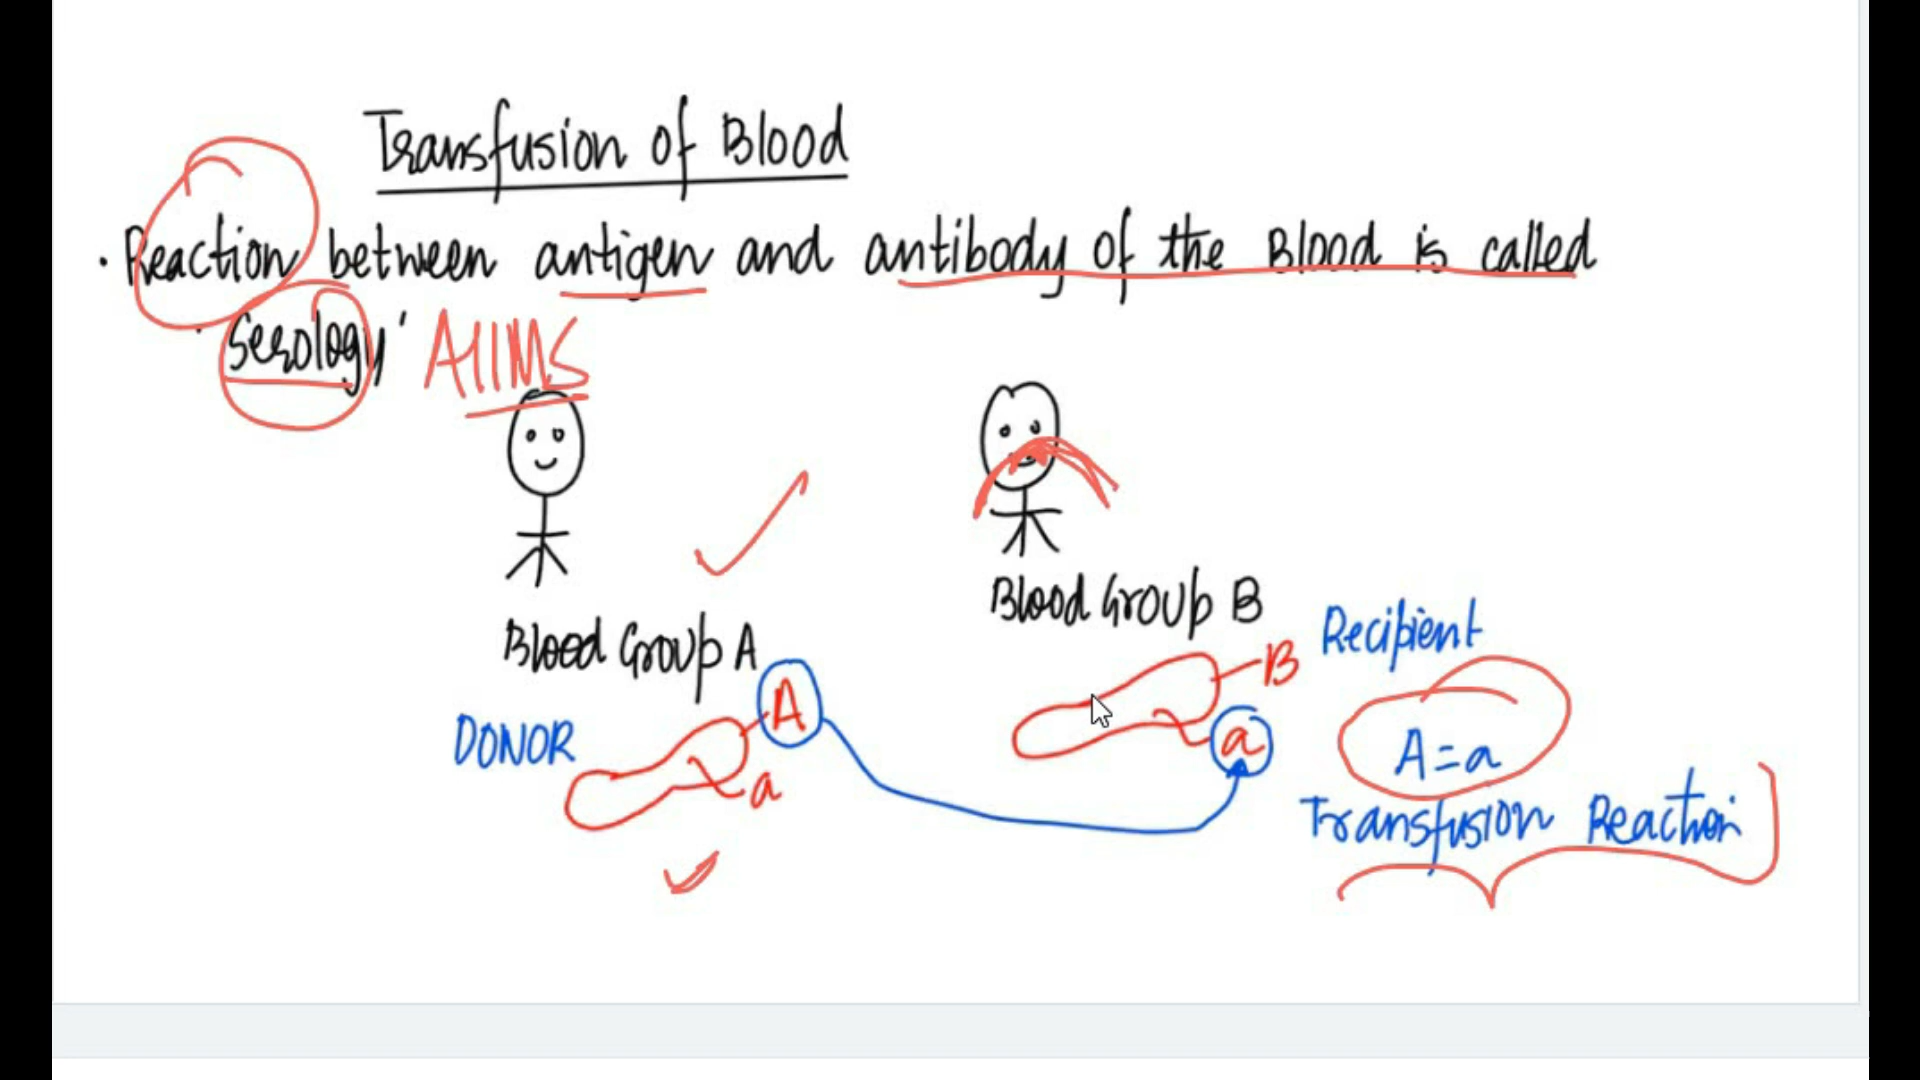 Transfusion of Blood
· Reaction between antigen and antibody of the Blood is called
'Serology' AIIMS
Blood Group B
Blood Group A
Recipient
B
A
DONOR
a
a
A=a
Transfusion Reaction